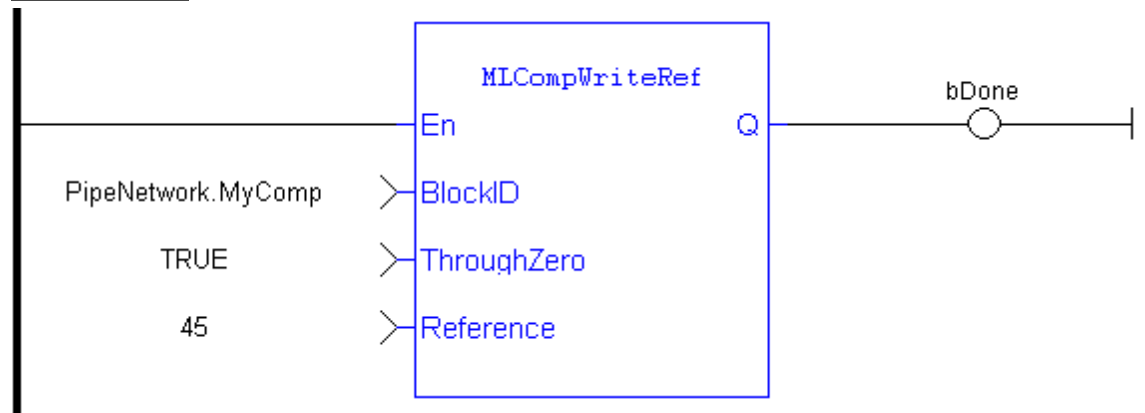 MLCompWriteRef
bDone
En
Q
PipeNetwork.MyComp
BlockID
TRUE
ThroughZero
45
Reference